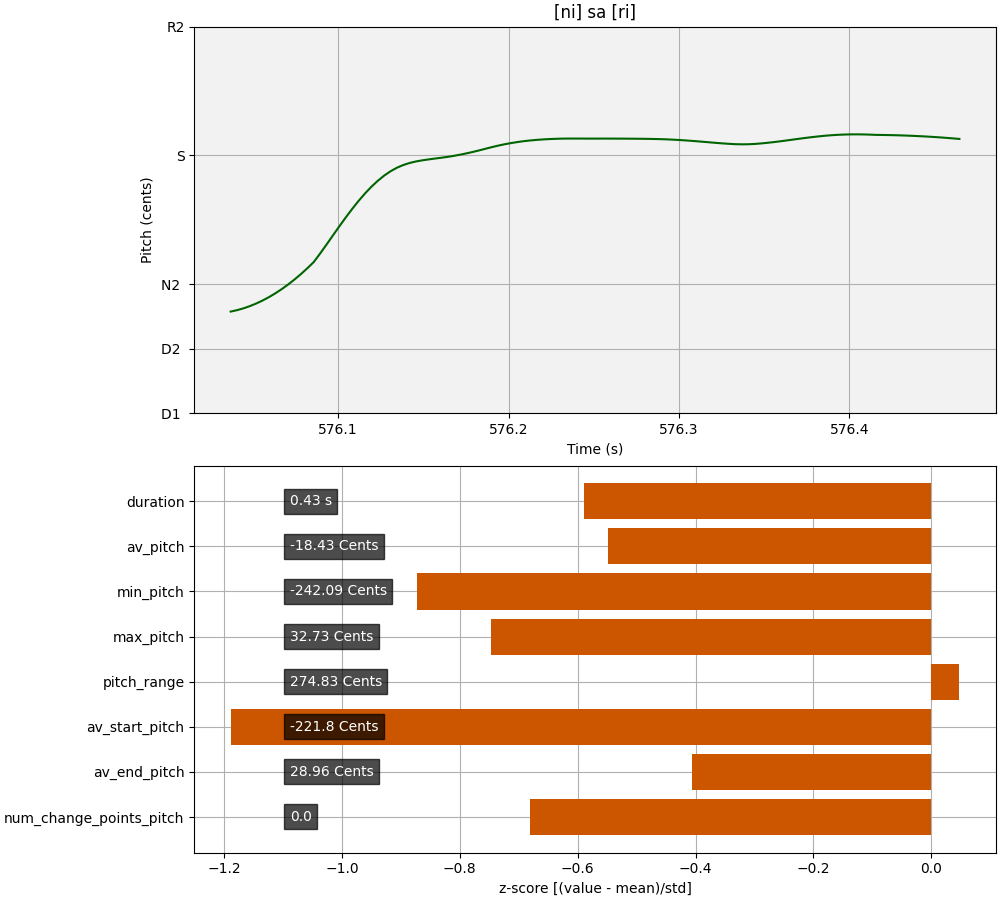 [ni] sa [ri]
R2
S
N2
D2
D1
Pitch (cents)
576.1 576.2 576.3 576.4
Time (s)
duration 0.43 s
av_pitch -18.43 Cents
min_pitch -242.09 Cents
max_pitch 32.73 Cents
pitch_range 274.83 Cents
av_start_pitch -221.8 Cents
av_end_pitch 28.96 Cents
num_change_points_pitch 0.0
−1.2 −1.0 −0.8 −0.6 −0.4 −0.2 0.0
z-score [(value - mean)/std]